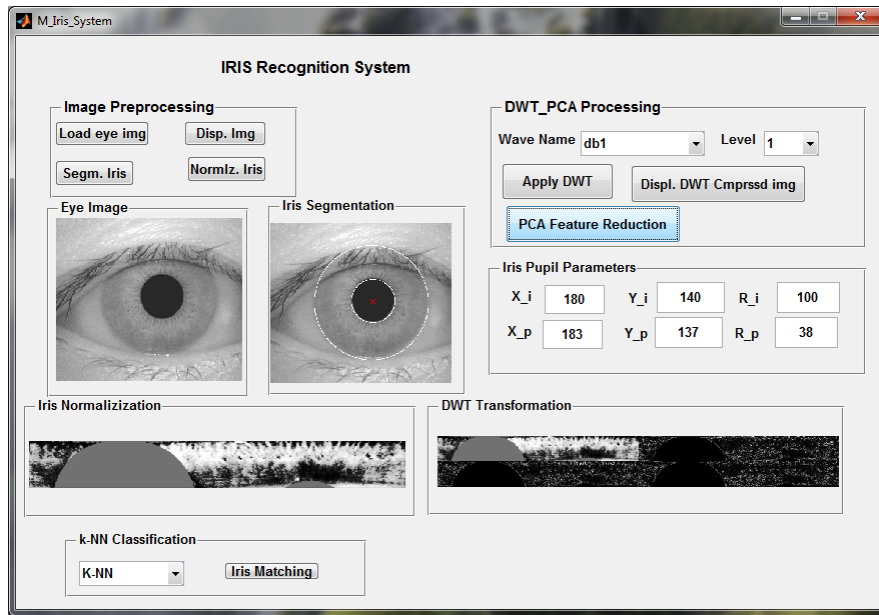 M_Iris_System
IRIS Recognition System
Image Preprocessing
Load eye img
Disp. Img
Segm. Iris
Normlz. Iris
DWT_PCA Processing
Wave Name db1 Level 1
Apply DWT
Displ. DWT Cmprssd img
PCA Feature Reduction
Eye Image
Iris Segmentation
Iris Pupil Parameters
X_i 180 Y_i 140 R_i 100
X_p 183 Y_p 137 R_p 38
Iris Normalizization
DWT Transformation
k-NN Classification
K-NN
Iris Matching